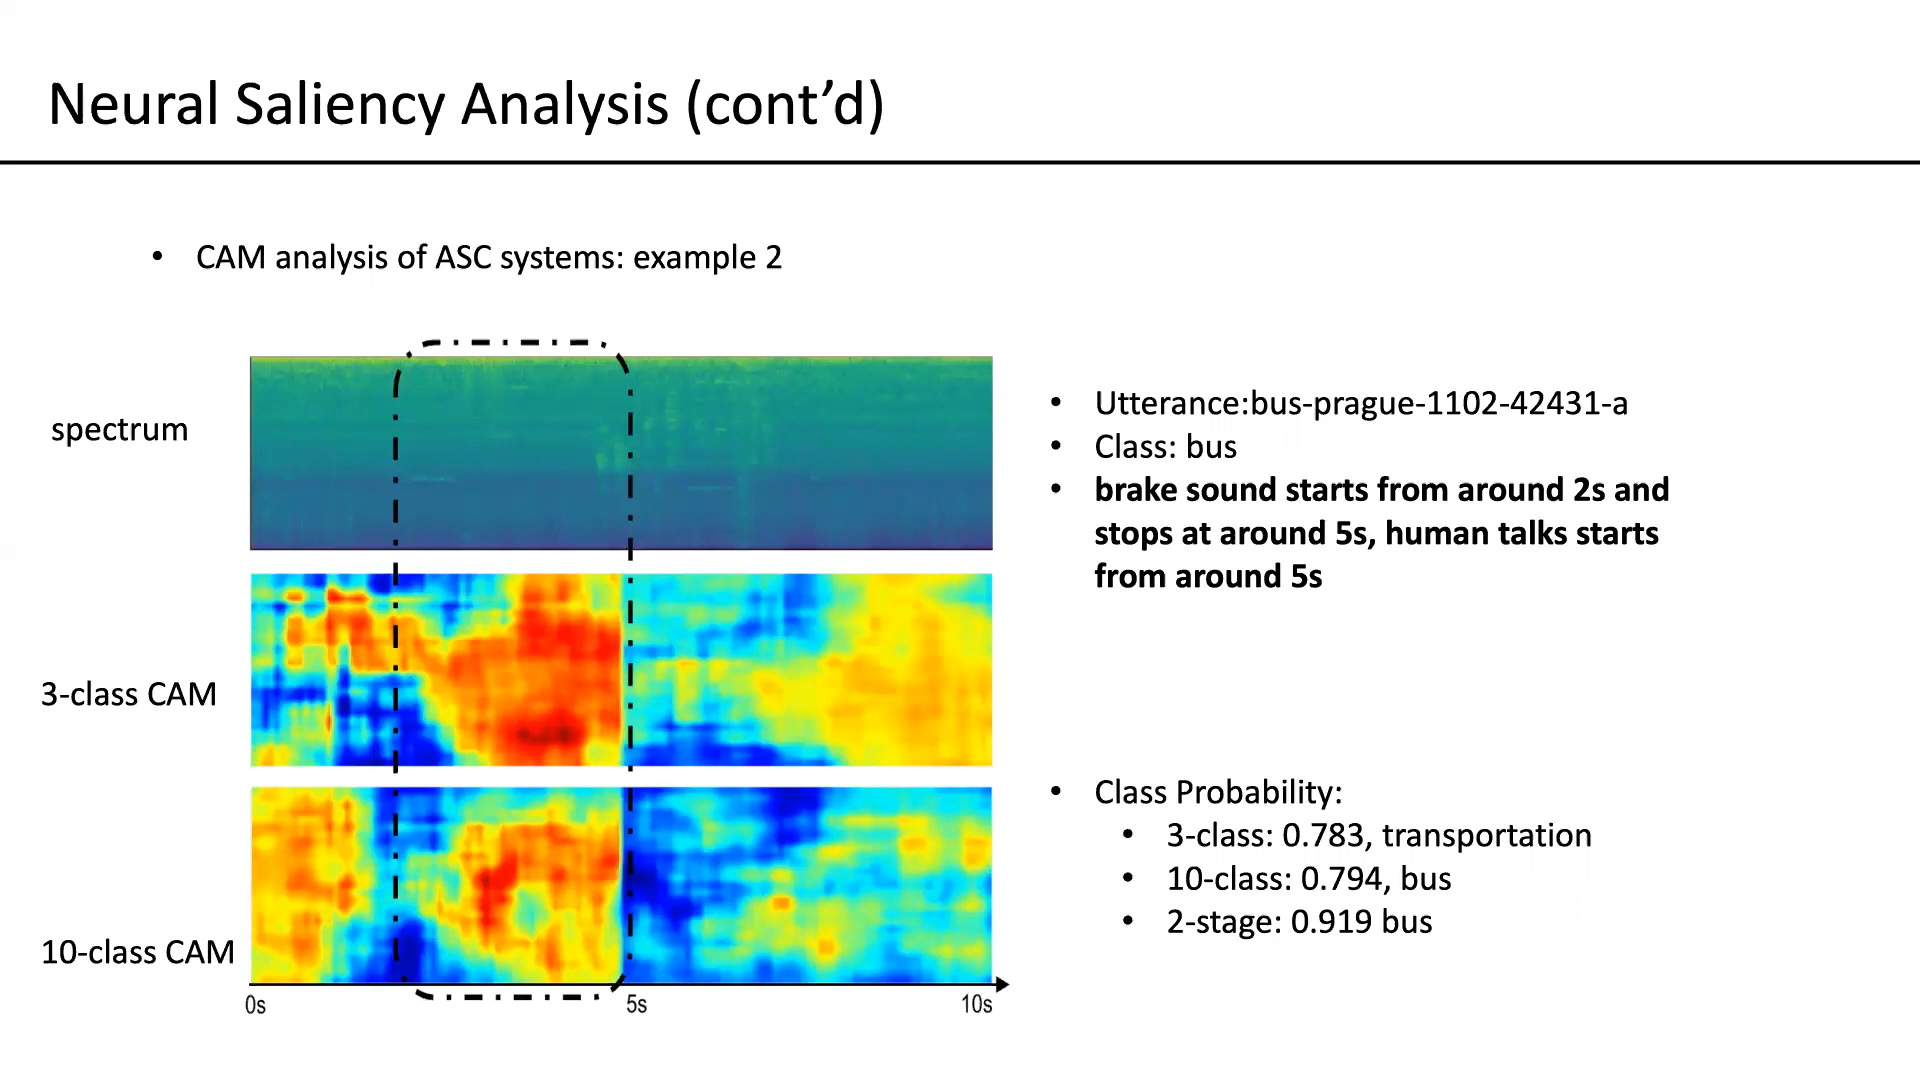 Neural Saliency Analysis (cont’d)
• CAM analysis of ASC systems: example 2
spectrum
3-class CAM
10-class CAM
0s 5s 10s
• Utterance:bus-prague-1102-42431-a
• Class: bus
• brake sound starts from around 2s and
stops at around 5s, human talks starts
from around 5s
• Class Probability:
• 3-class: 0.783, transportation
• 10-class: 0.794, bus
• 2-stage: 0.919 bus